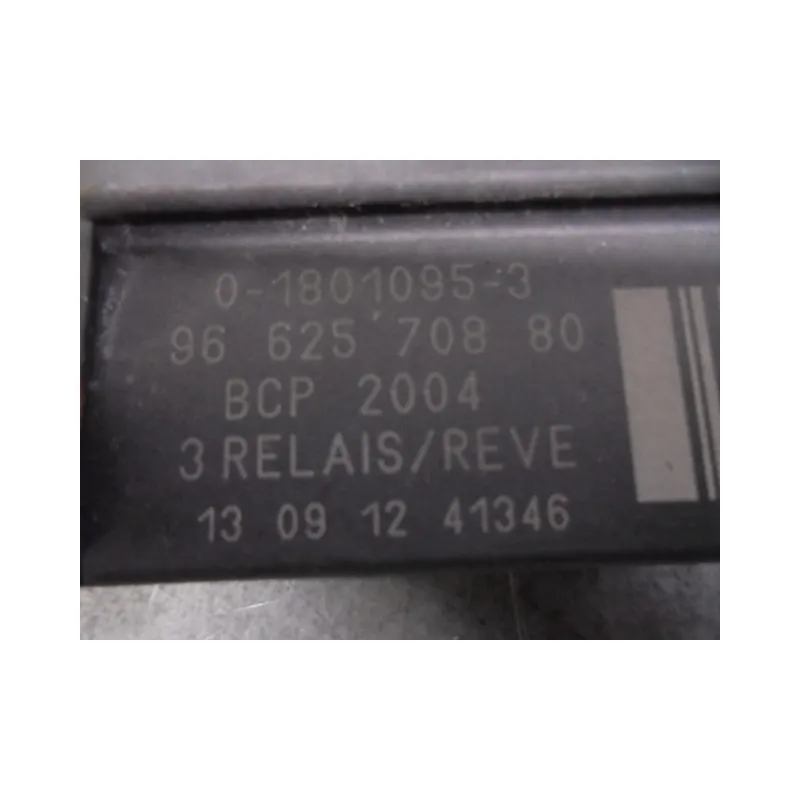 0-1801095-3
96 625 708 80
BCP 2004
3 RELAIS/REVE
13 09 12 41346